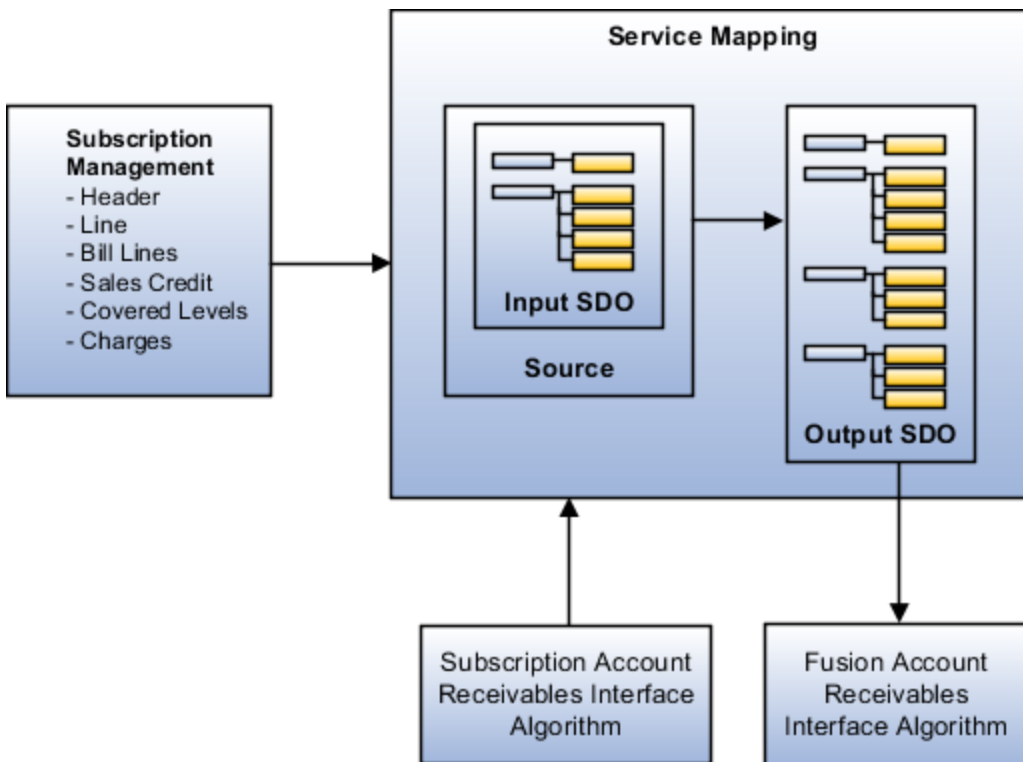 Service Mapping
Subscription
Management
- Header
- Line
- Bill Lines
- Sales Credit
- Covered Levels
- Charges
Input SDO
Source
Output SDO
Subscription Account
Receivables Interface
Algorithm
Fusion Account
Receivables
Interface Algorithm